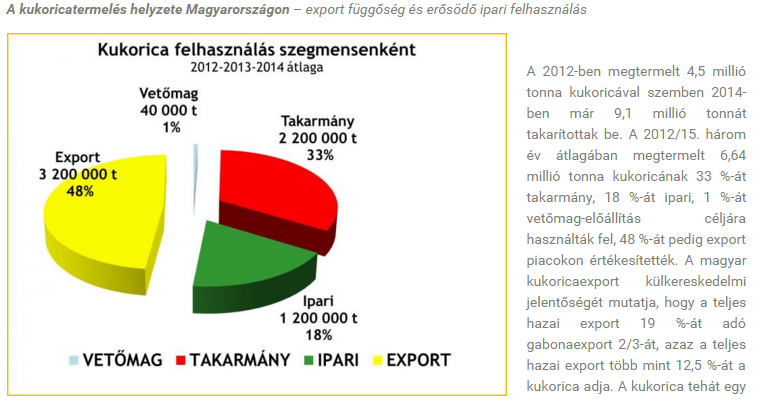 A kukoricatermelés helyzete Magyarországon – export függőség és erősödő ipari felhasználás
Kukorica felhasználás szegmensenként
2012-2013-2014 átlaga
Vetőmag
40 000 t
1%
Takarmány
2 200 000 t
33%
Export
3 200 000 t
48%
Ipari
1 200 000 t
18%
VETŐMAG TAKARMÁNY IPARI EXPORT
A 2012-ben megtermelt 4,5 millió
tonna kukoricával szemben 2014-
ben már 9,1 millió tonnát
takarítottak be. A 2012/15. három
év átlagában megtermelt 6,64
millió tonna kukoricának 33 %-át
takarmány, 18 %-át ipari, 1 %-át
vetőmag-előállítás céljára
használták fel, 48 %-át pedig export
piacokon értékesítették. A magyar
kukoricaexport külkereskedelmi
jelentőségét mutatja, hogy a teljes
hazai export 19 %-át adó
gabonaexport 2/3-át, azaz a teljes
hazai export több mint 12,5 %-át a
kukorica adja. A kukorica tehát egy